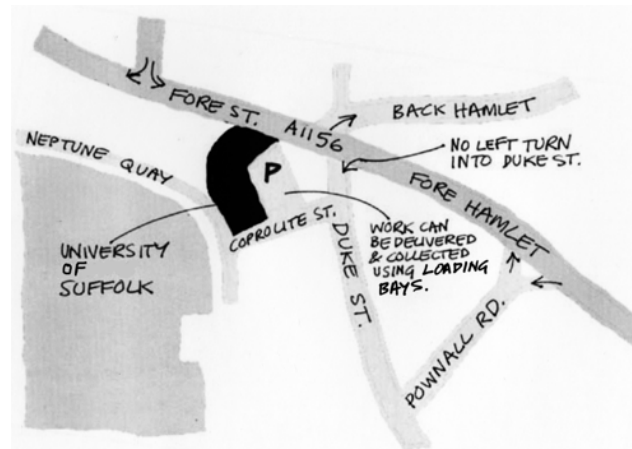 FORE ST.
A1156
BACK HAMLET
NEPTUNE QUAY
NO LEFT TURN
INTO DUKE ST.
P
FORE HAMLET
COPROLITE ST.
WORK CAN
BE DELIVERED
& COLLECTED
USING LOADING
BAYS.
UNIVERSITY
OF
SUFFOLK
DUKE ST.
POWNALL RD.